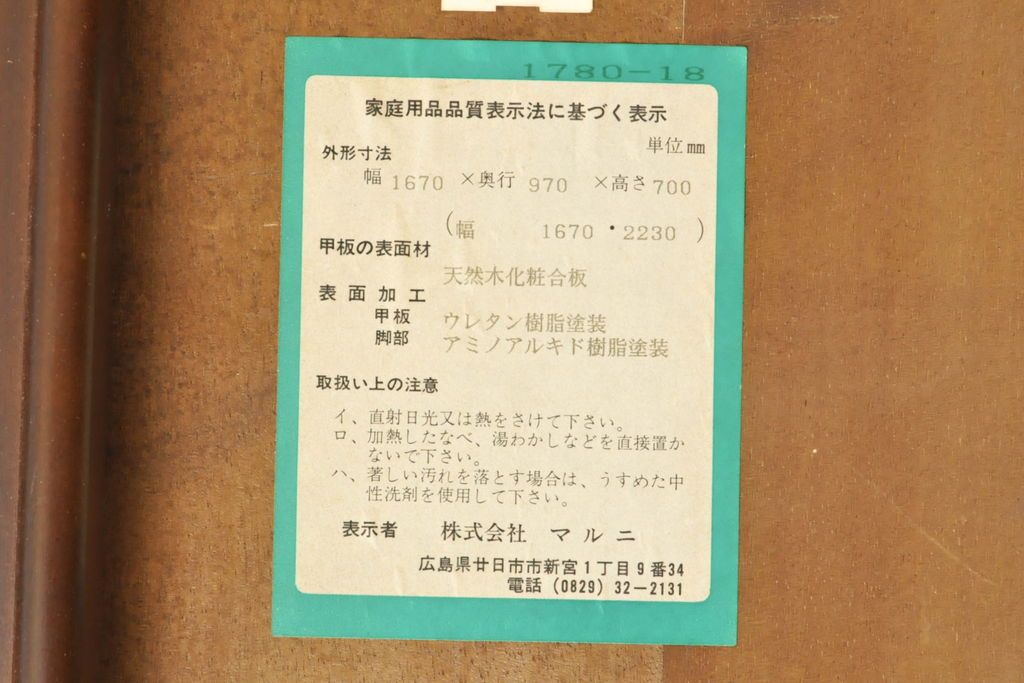 1780-18
家庭用品品質表示法に基づく表示
単位mm
外形寸法
幅 1670 ×奥行 970 ×高さ700
(幅 1670・2230 )
甲板の表面材
天然木化粧合板
表面加工
甲板 ウレタン樹脂塗装
脚部 アミノアルキド樹脂塗装
取扱い上の注意
イ、直射日光又は熱をさけて下さい。
ロ、加熱したなべ、湯わかしなどを直接置か
ないで下さい。
ハ、著しい汚れを落とす場合は、うすめた中
性洗剤を使用して下さい。
表示者 株式会社 マルニ
広島県廿日市市新宮1丁目9番34
電話 (0829) 32-2131